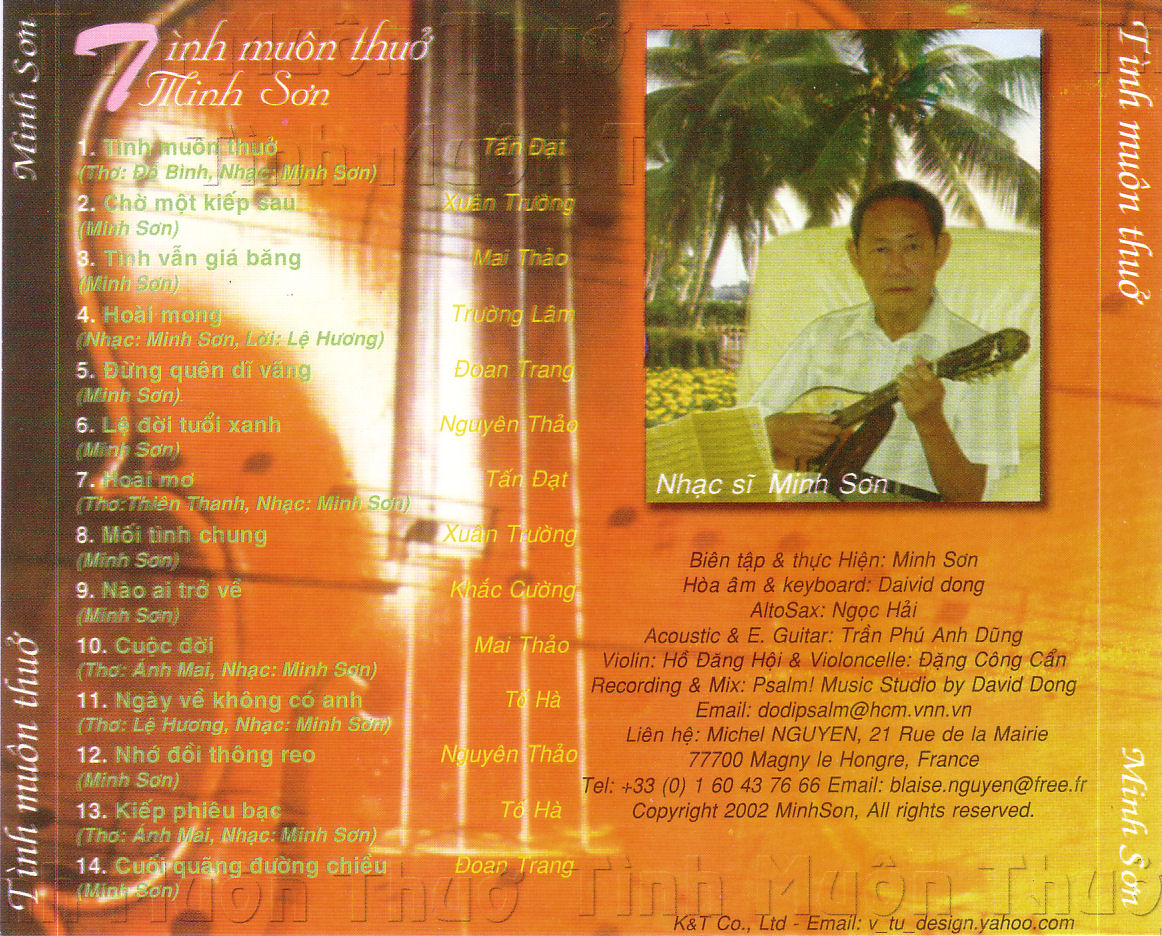 Minh Sơn
Tình muôn thuở
Tình muôn thuở
Minh Sơn
1. Tình muôn thuở Tấn Đạt
(Thơ: Đỗ Bình, Nhạc: Minh Sơn)
2. Chờ một kiếp sau Xuân Trường
(Minh Sơn)
3. Tình vẫn giá băng Mai Thảo
(Minh Sơn)
4. Hoài mong Trường Lâm
(Nhạc: Minh Sơn, Lời: Lệ Hương)
5. Đừng quên dĩ vãng Đoan Trang
(Minh Sơn)
6. Lệ đời tuổi xanh Nguyên Thảo
(Minh Sơn)
7. Hoài mơ Tấn Đạt
(Thơ:Thiên Thanh, Nhạc: Minh Sơn)
8. Mối tình chung Xuân Trường
(Minh Sơn)
9. Nào ai trở về Khắc Cường
(Minh Sơn)
10. Cuộc đời Mai Thảo
(Thơ: Ánh Mai, Nhạc: Minh Sơn)
11. Ngày về không có anh Tố Hà
(Thơ: Lệ Hương, Nhạc: Minh Sơn)
12. Nhớ đồi thông reo Nguyên Thảo
(Minh Sơn)
13. Kiếp phiêu bạc Tố Hà
(Thơ: Ánh Mai, Nhạc: Minh Sơn)
14. Cuối quãng đường chiều Đoan Trang
(Minh Sơn)
Nhạc sĩ Minh Sơn
Biên tập & thực Hiện: Minh Sơn
Hòa âm & keyboard: Daivid dong
AltoSax: Ngọc Hải
Acoustic & E. Guitar: Trần Phú Anh Dũng
Violin: Hồ Đăng Hội & Violoncelle: Đặng Công Cẩn
Recording & Mix: Psalm! Music Studio by David Dong
Email: dodipsalm@hcm.vnn.vn
Liên hệ: Michel NGUYEN, 21 Rue de la Mairie
77700 Magny le Hongre, France
Tel: +33 (0) 1 60 43 76 66 Email: blaise.nguyen@free.fr
Copyright 2002 MinhSon, All rights reserved.
Tình Muôn Thuở Tình Muôn Thuở
K&T Co., Ltd - Email: v_tu_design.yahoo.com
Tình muôn thuở
Minh Sơn